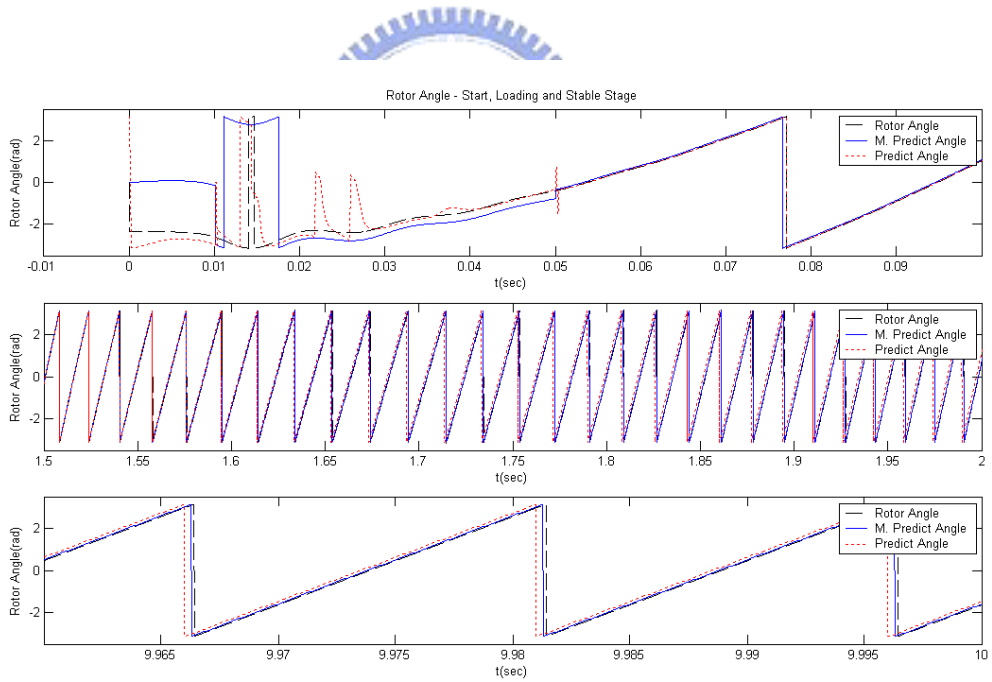 Rotor Angle - Start, Loading and Stable Stage
Rotor Angle(rad)
2
0
-2
Rotor Angle
M. Predict Angle
Predict Angle
-0.01 0 0.01 0.02 0.03 0.04 0.05 0.06 0.07 0.08 0.09
t(sec)
Rotor Angle(rad)
2
0
-2
Rotor Angle
M. Predict Angle
Predict Angle
1.5 1.55 1.6 1.65 1.7 1.75 1.8 1.85 1.9 1.95 2
t(sec)
Rotor Angle(rad)
2
0
-2
Rotor Angle
M. Predict Angle
Predict Angle
9.965 9.97 9.975 9.98 9.985 9.99 9.995 10
t(sec)